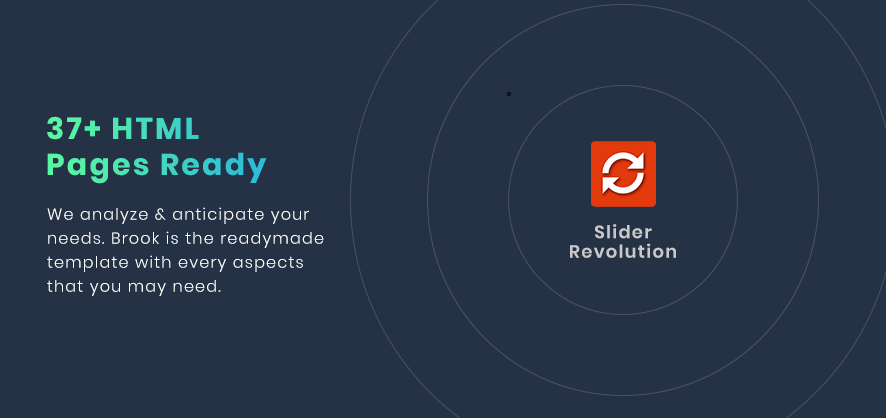 37+ HTML
Pages Ready
We analyze & anticipate your
needs. Brook is the readymade
template with every aspects
that you may need.
Slider
Revolution